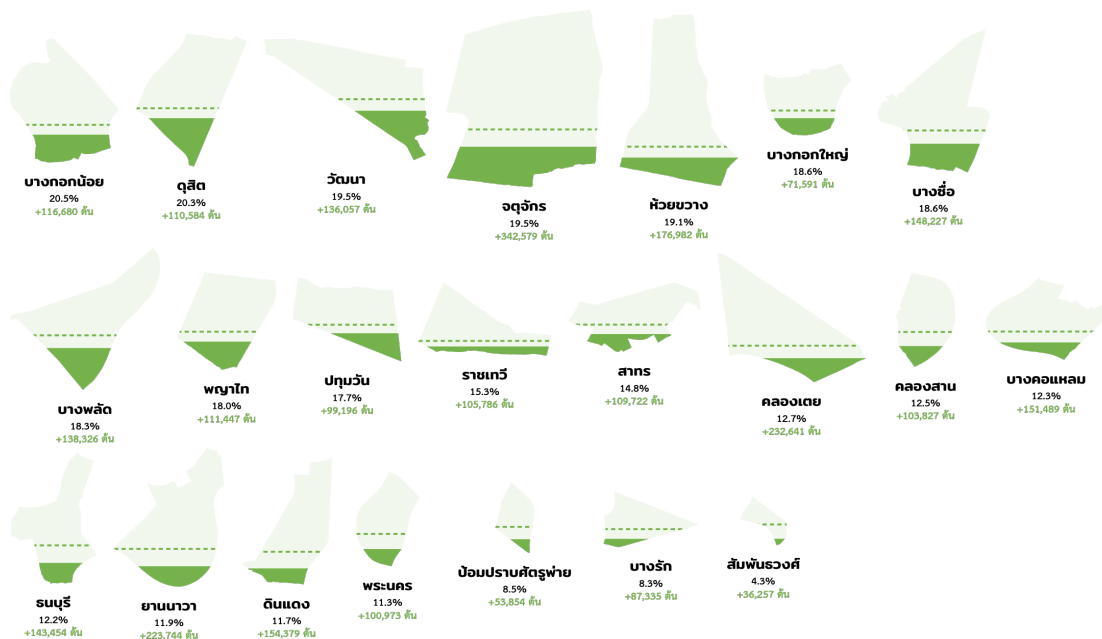 บางกอกน้อย
20.5%
+116,680 ต้น
ดุสิต
20.3%
+110,584 ต้น
วัฒนา
19.5%
+136,057 ต้น
จตุจักร
19.5%
+342,579 ต้น
ห้วยขวาง
19.1%
+176,982 ต้น
บางกอกใหญ่
18.6%
+71,591 ต้น
บางซื่อ
18.6%
+148,227 ต้น
บางพลัด
18.3%
+138,326 ต้น
พญาไท
18.0%
+111,447 ต้น
ปทุมวัน
17.7%
+99,196 ต้น
ราชเทวี
15.3%
+105,786 ต้น
สาทร
14.8%
+109,722 ต้น
คลองเตย
12.7%
+232,641 ต้น
คลองสาน
12.5%
+103,827 ต้น
บางคอแหลม
12.3%
+151,489 ต้น
ธนบุรี
12.2%
+143,454 ต้น
ยานนาวา
11.9%
+223,744 ต้น
ดินแดง
11.7%
+154,379 ต้น
พระนคร
11.3%
+100,973 ต้น
ป้อมปราบศัตรูพ่าย
8.5%
+53,854 ต้น
บางรัก
8.3%
+87,335 ต้น
สัมพันธวงศ์
4.3%
+36,257 ต้น